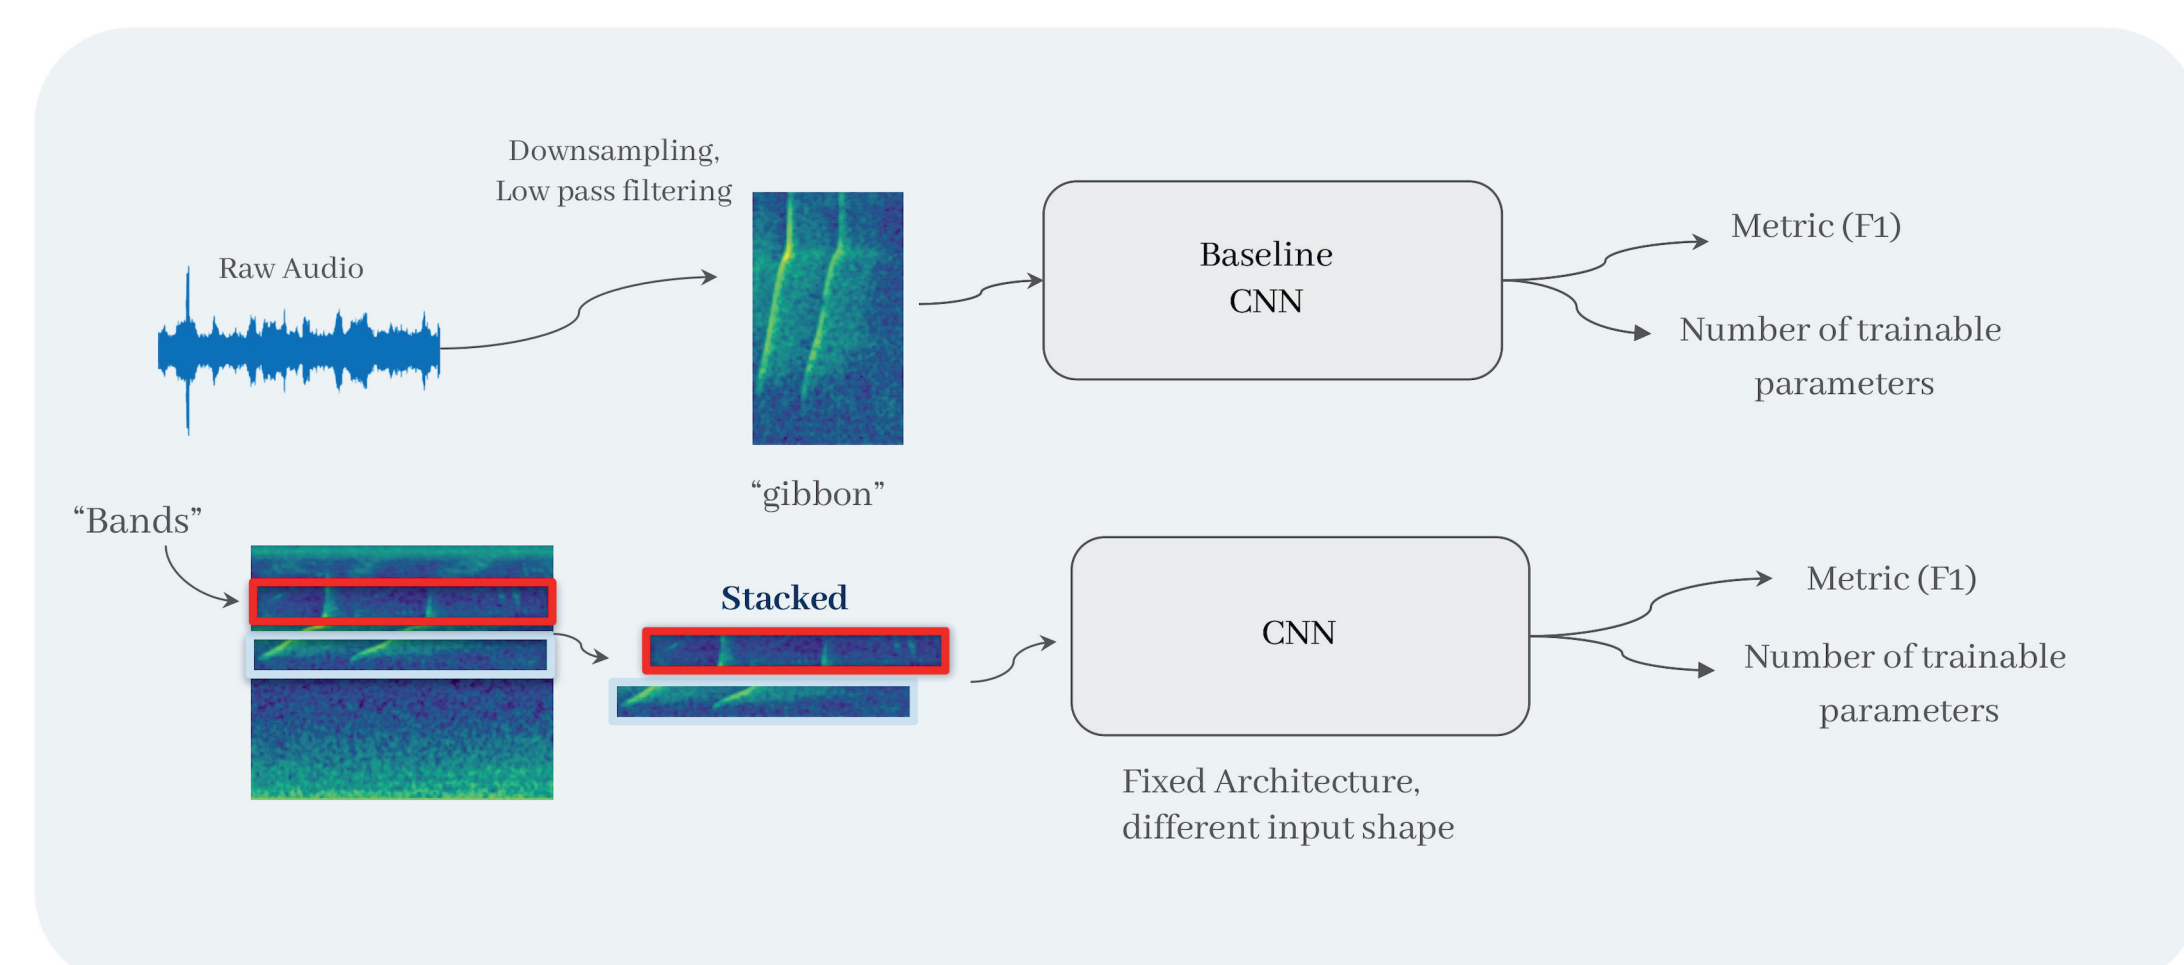 Downsampling,
Low pass filtering
Raw Audio
Baseline
CNN
Metric (F1)
Number of trainable
parameters
“gibbon”
“Bands”
Stacked
CNN
Metric (F1)
Number of trainable
parameters
Fixed Architecture,
different input shape